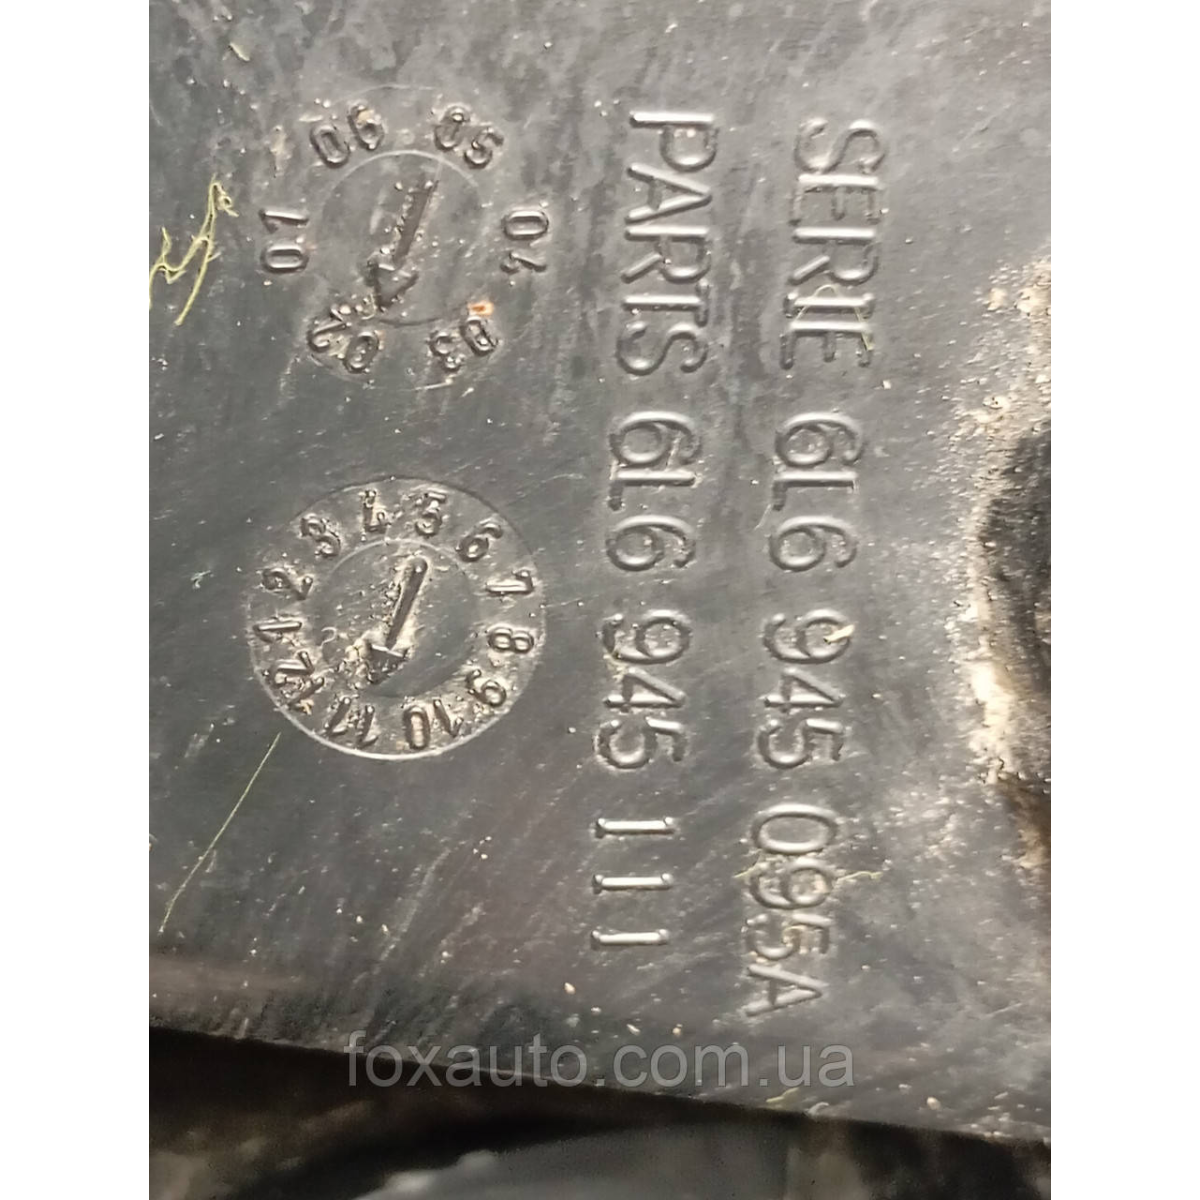 SERIE 6L6 945 095A
PARTS 6L6 945 111
01 02 03 04 05 06
1 2 3 4 5 6 7 8 9 10 11 12
foxauto.com.ua